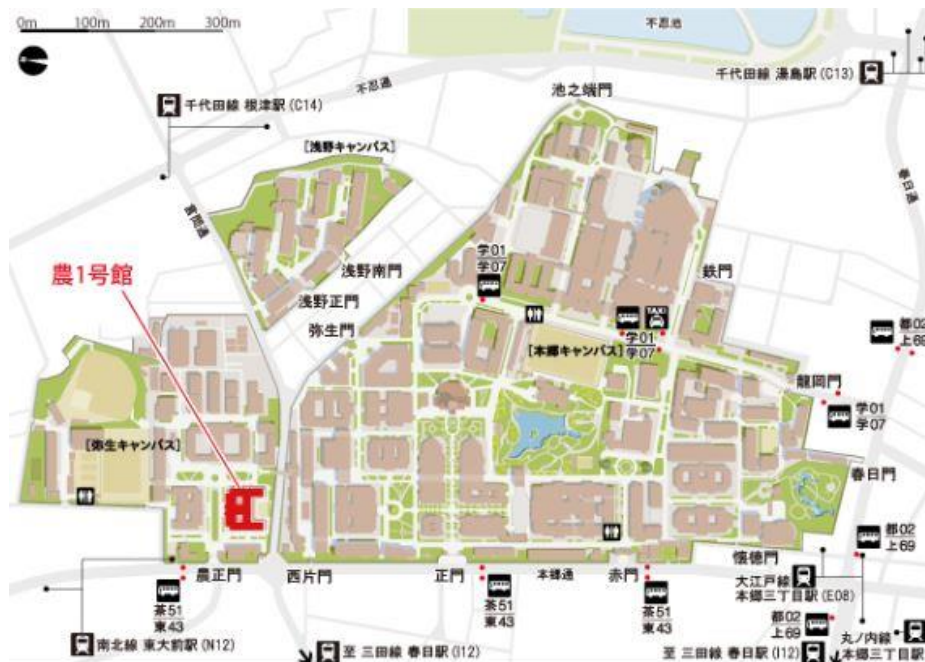 0m 100m 200m 300m
不忍池
千代田線 湯島駅 (C13)
不忍通
池之端門
千代田線 根津駅 (C14)
[浅野キャンパス]
春日通
言問通
学01
学07
浅野南門
鉄門
農1号館
浅野正門
弥生門
TAXI
学01
学07
[本郷キャンパス]
都02
上69
龍岡門
学01
学07
[弥生キャンパス]
春日門
都02
上69
懐徳門
農正門
西片門
正門
本郷通
赤門
大江戸線
本郷三丁目駅 (E08)
茶51
東43
茶51
東43
茶51
東43
都02
上69
丸ノ内線
本郷三丁目駅
南北線 東大前駅 (N12)
至 三田線 春日駅 (I12)
至 三田線 春日駅 (I12)